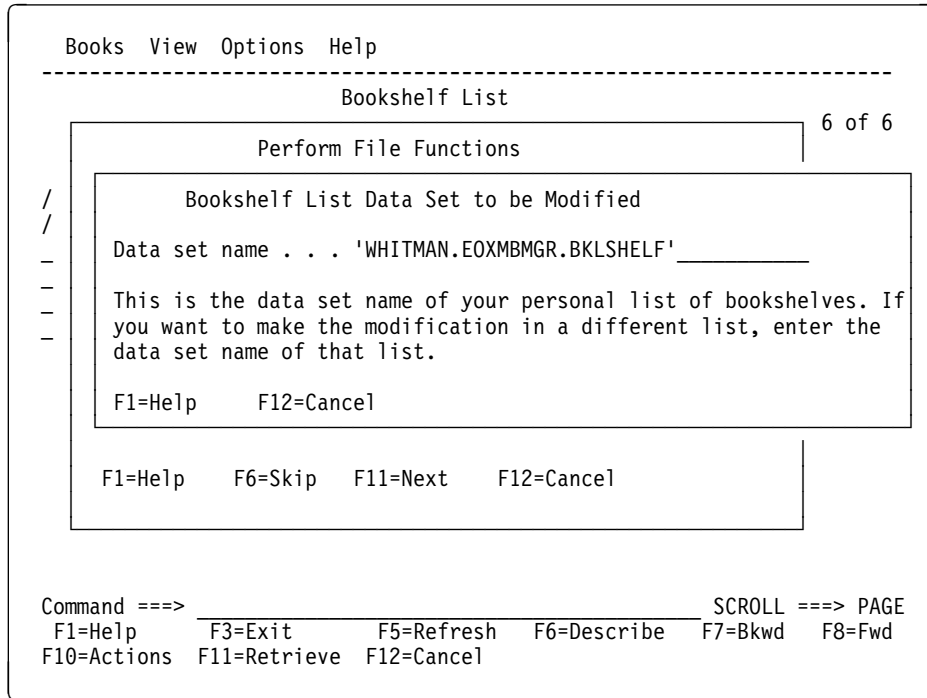 Books View Options Help
-----------------------------------------------------------------------
Bookshelf List
6 of 6
Perform File Functions
/ Bookshelf List Data Set to be Modified
/
_ Data set name . . . 'WHITMAN.EOXMBMGR.BKLSHELF'___________
_
_ This is the data set name of your personal list of bookshelves. If
_ you want to make the modification in a different list, enter the
data set name of that list.
F1=Help F12=Cancel
F1=Help F6=Skip F11=Next F12=Cancel
Command ===> __________________________________________ SCROLL ===> PAGE
F1=Help F3=Exit F5=Refresh F6=Describe F7=Bkwd F8=Fwd
F10=Actions F11=Retrieve F12=Cancel